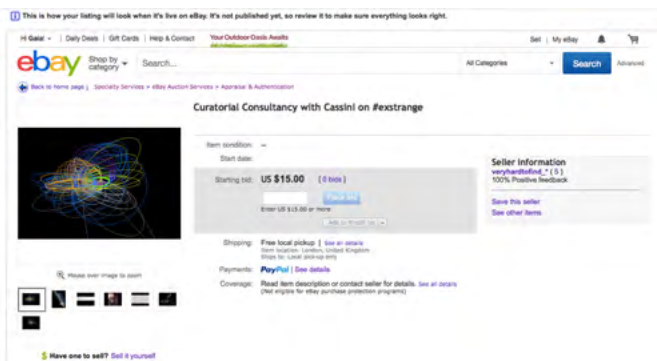 This is how your listing will look when it's live on eBay. It's not published yet, so review it to make sure everything looks right.
Hi Gaia! | Daily Deals | Gift Cards | Help & Contact Your Outdoor Oasis Awaits Sell | My eBay
ebay Shop by category Search... All Categories Search Advanced
Back to home page | Specialty Services > eBay Auction Services > Appraisal & Authentication
Curatorial Consultancy with Cassini on #exstrange
Item condition: --
Start date:
Starting bid: US $15.00 [ 0 bids ]
Place bid
Enter US $15.00 or more
Add to watch list
Seller information
veryhardtofind_* ( 5 )
100% Positive feedback
Save this seller
See other items
Shipping: Free local pickup | See all details
Item location: London, United Kingdom
Ships to: Local pick-up only
Payments: PayPal | See details
Coverage: Read item description or contact seller for details. See all details
(Not eligible for eBay purchase protection programs)
Mouse over image to zoom
$ Have one to sell? Sell it yourself